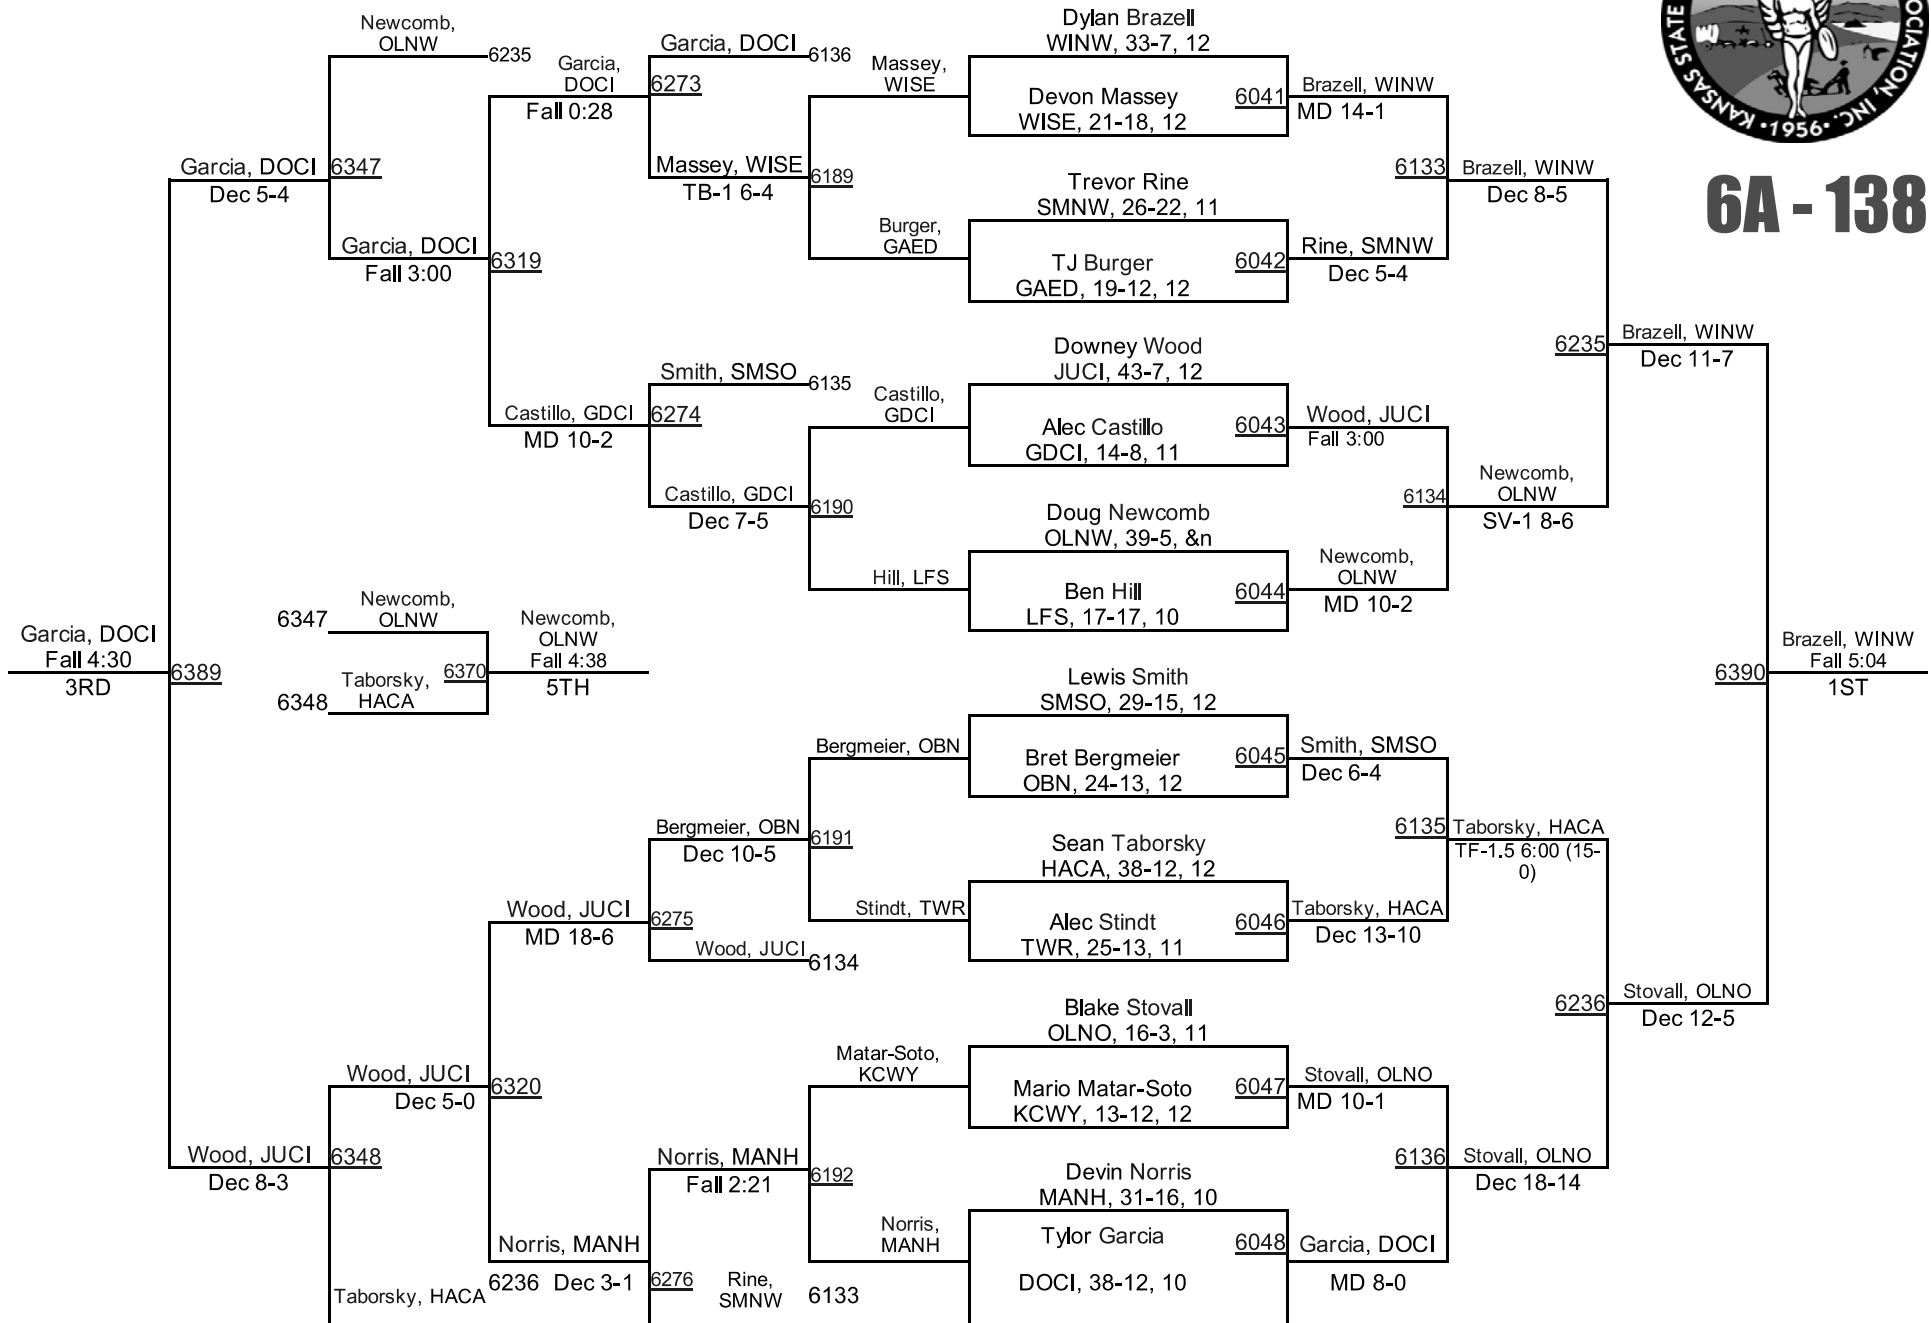 KANSAS STATE
OCIATION, INC.
•1956•
6A - 138
Newcomb,
OLNW
6235
Garcia, DOCI
6347
Dec 5-4
Garcia, DOCI
Fall 3:00
6319
Garcia,
DOCI
Fall 0:28
Garcia, DOCI
6136
6273
Massey, WISE
TB-1 6-4
6189
Massey,
WISE
Burger,
GAED
Dylan Brazell
WINW, 33-7, 12
Devon Massey
WISE, 21-18, 12
6041
Brazell, WINW
MD 14-1
Trevor Rine
SMNW, 26-22, 11
TJ Burger
GAED, 19-12, 12
6042
Rine, SMNW
Dec 5-4
6133
Brazell, WINW
Dec 8-5
Smith, SMSO
6135
Castillo, GDCI
MD 10-2
6274
Castillo, GDCI
Dec 7-5
6190
Castillo,
GDCI
Hill, LFS
Downey Wood
JUCI, 43-7, 12
Alec Castillo
GDCI, 14-8, 11
6043
Wood, JUCI
Fall 3:00
Doug Newcomb
OLNW, 39-5, &n
Ben Hill
LFS, 17-17, 10
6044
Newcomb,
OLNW
MD 10-2
6134
Newcomb,
OLNW
SV-1 8-6
6235
Brazell, WINW
Dec 11-7
Garcia, DOCI
Fall 4:30
3RD
6389
6347
Newcomb,
OLNW
6348
Taborsky,
HACA
6370
Newcomb,
OLNW
Fall 4:38
5TH
6390
Brazell, WINW
Fall 5:04
1ST
Bergmeier, OBN
Lewis Smith
SMSO, 29-15, 12
Bret Bergmeier
OBN, 24-13, 12
6045
Smith, SMSO
Dec 6-4
Bergmeier, OBN
Dec 10-5
6191
Stindt, TWR
Sean Taborsky
HACA, 38-12, 12
Alec Stindt
TWR, 25-13, 11
6046
Taborsky, HACA
Dec 13-10
6135
Taborsky, HACA
TF-1.5 6:00 (15-
0)
Wood, JUCI
MD 18-6
6275
Wood, JUCI
6134
6236
Stovall, OLNO
Dec 12-5
Wood, JUCI
Dec 5-0
6320
Matar-Soto,
KCWY
Blake Stovall
OLNO, 16-3, 11
Mario Matar-Soto
KCWY, 13-12, 12
6047
Stovall, OLNO
MD 10-1
Wood, JUCI
Dec 8-3
6348
Norris, MANH
Fall 2:21
6192
Norris,
MANH
Devin Norris
MANH, 31-16, 10
Tylor Garcia
DOCI, 38-12, 10
6048
Garcia, DOCI
MD 8-0
6136
Stovall, OLNO
Dec 18-14
Norris, MANH
Dec 3-1
6276
Taborsky, HACA
6236
Rine,
SMNW
6133